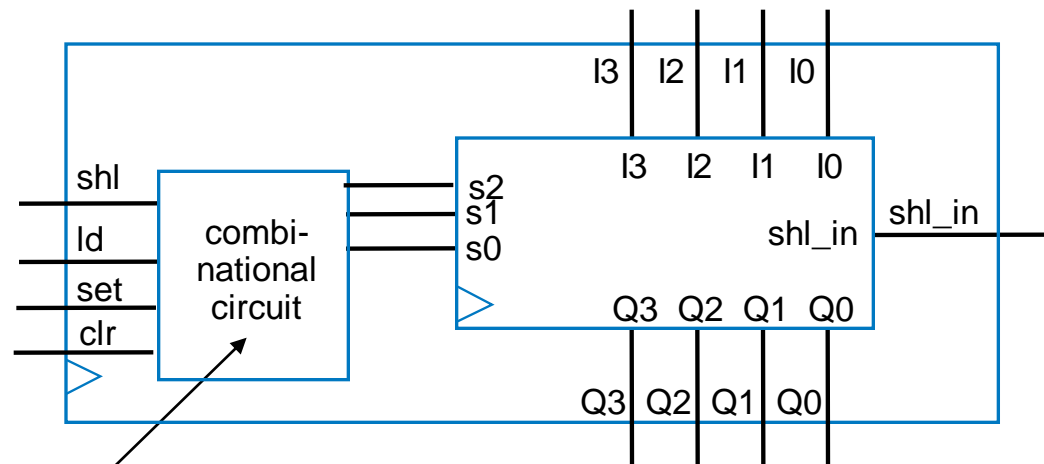 I3 I2 I1 I0
I3 I2 I1 I0
shl
s2
s1
shl_in
shl_in
ld
combi-
national
circuit
s0
set
clr
Q3 Q2 Q1 Q0
Q3 Q2 Q1 Q0